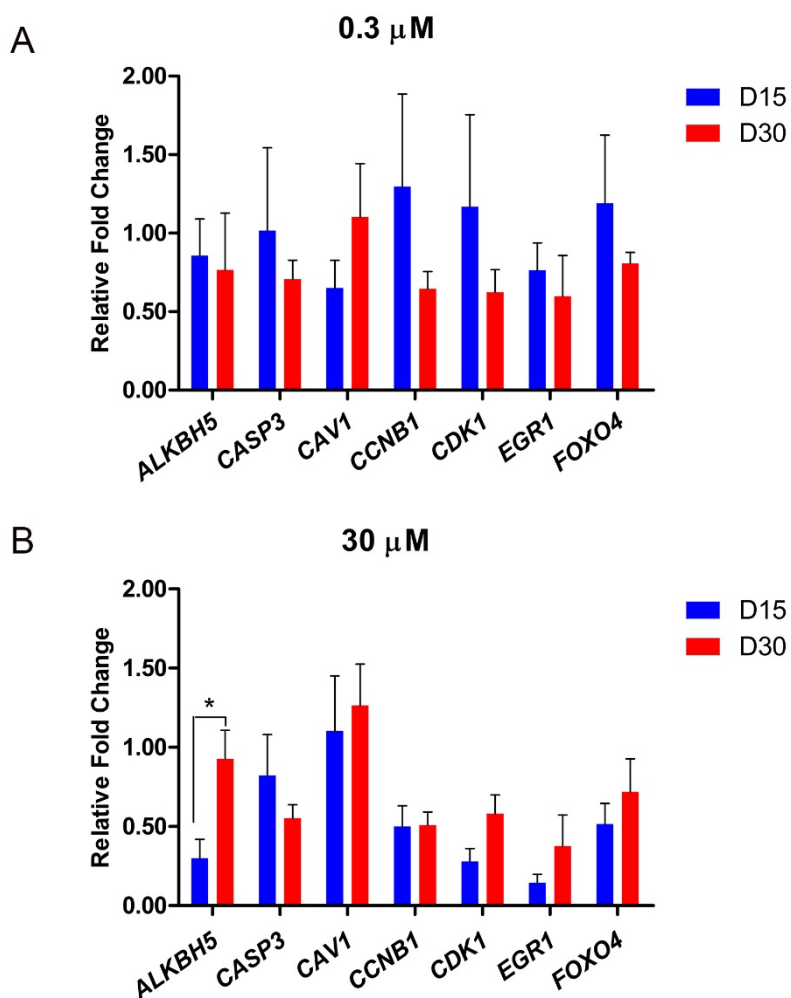 A
0.3 μM
Relative Fold Change
2.00
1.50
1.00
0.50
0.00
D15
D30
ALKBH5
CASP3
CAV1
CCNB1
CDK1
EGR1
FOXO4
B
30 μM
Relative Fold Change
2.00
1.50
1.00
0.50
0.00
*
D15
D30
ALKBH5
CASP3
CAV1
CCNB1
CDK1
EGR1
FOXO4